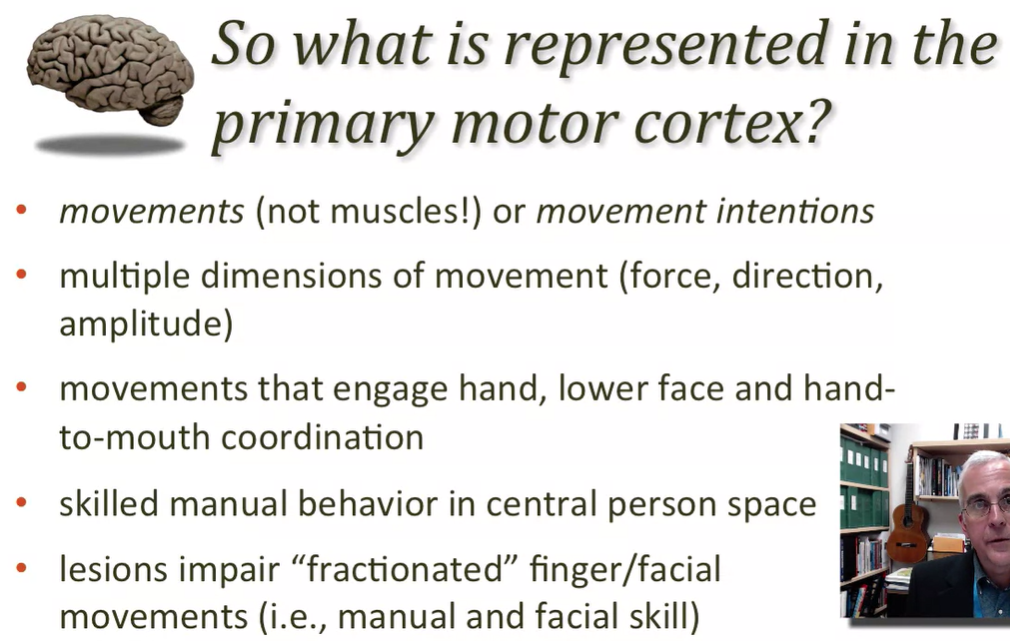 So what is represented in the
primary motor cortex?
• movements (not muscles!) or movement intentions
• multiple dimensions of movement (force, direction,
amplitude)
• movements that engage hand, lower face and hand-
to-mouth coordination
• skilled manual behavior in central person space
• lesions impair “fractionated” finger/facial
movements (i.e., manual and facial skill)